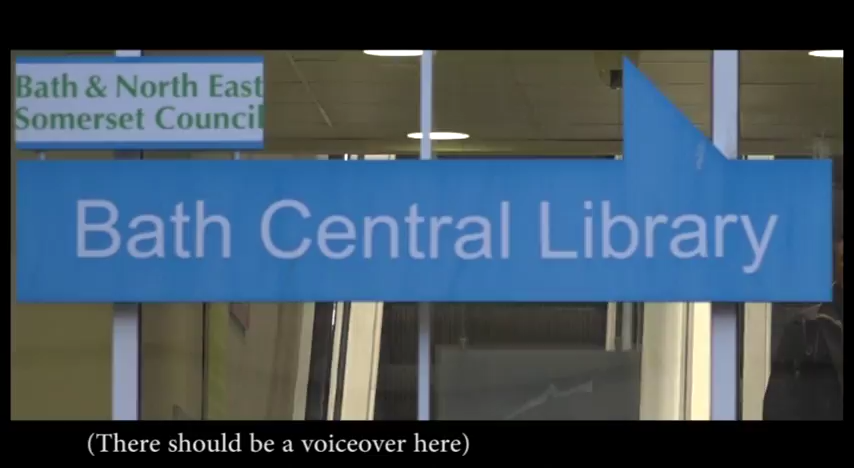 Bath & North East
Somerset Council
Bath Central Library
(There should be a voiceover here)